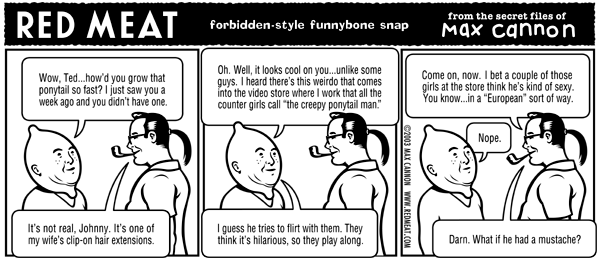 RED MEAT
forbidden-style funnybone snap
from the secret files of
max cannon
Wow, Ted...how'd you grow that
ponytail so fast? I just saw you a
week ago and you didn't have one.
It's not real, Johnny. It's one of
my wife's clip-on hair extensions.
Oh. Well, it looks cool on you...unlike some
guys. I heard there's this weirdo that comes
into the video store where I work that all the
counter girls call “the creepy ponytail man.”
I guess he tries to flirt with them. They
think it's hilarious, so they play along.
©2003 MAX CANNON WWW.REDMEAT.COM
Come on, now. I bet a couple of those
girls at the store think he's kind of sexy.
You know...in a “European” sort of way.
Nope.
Darn. What if he had a mustache?